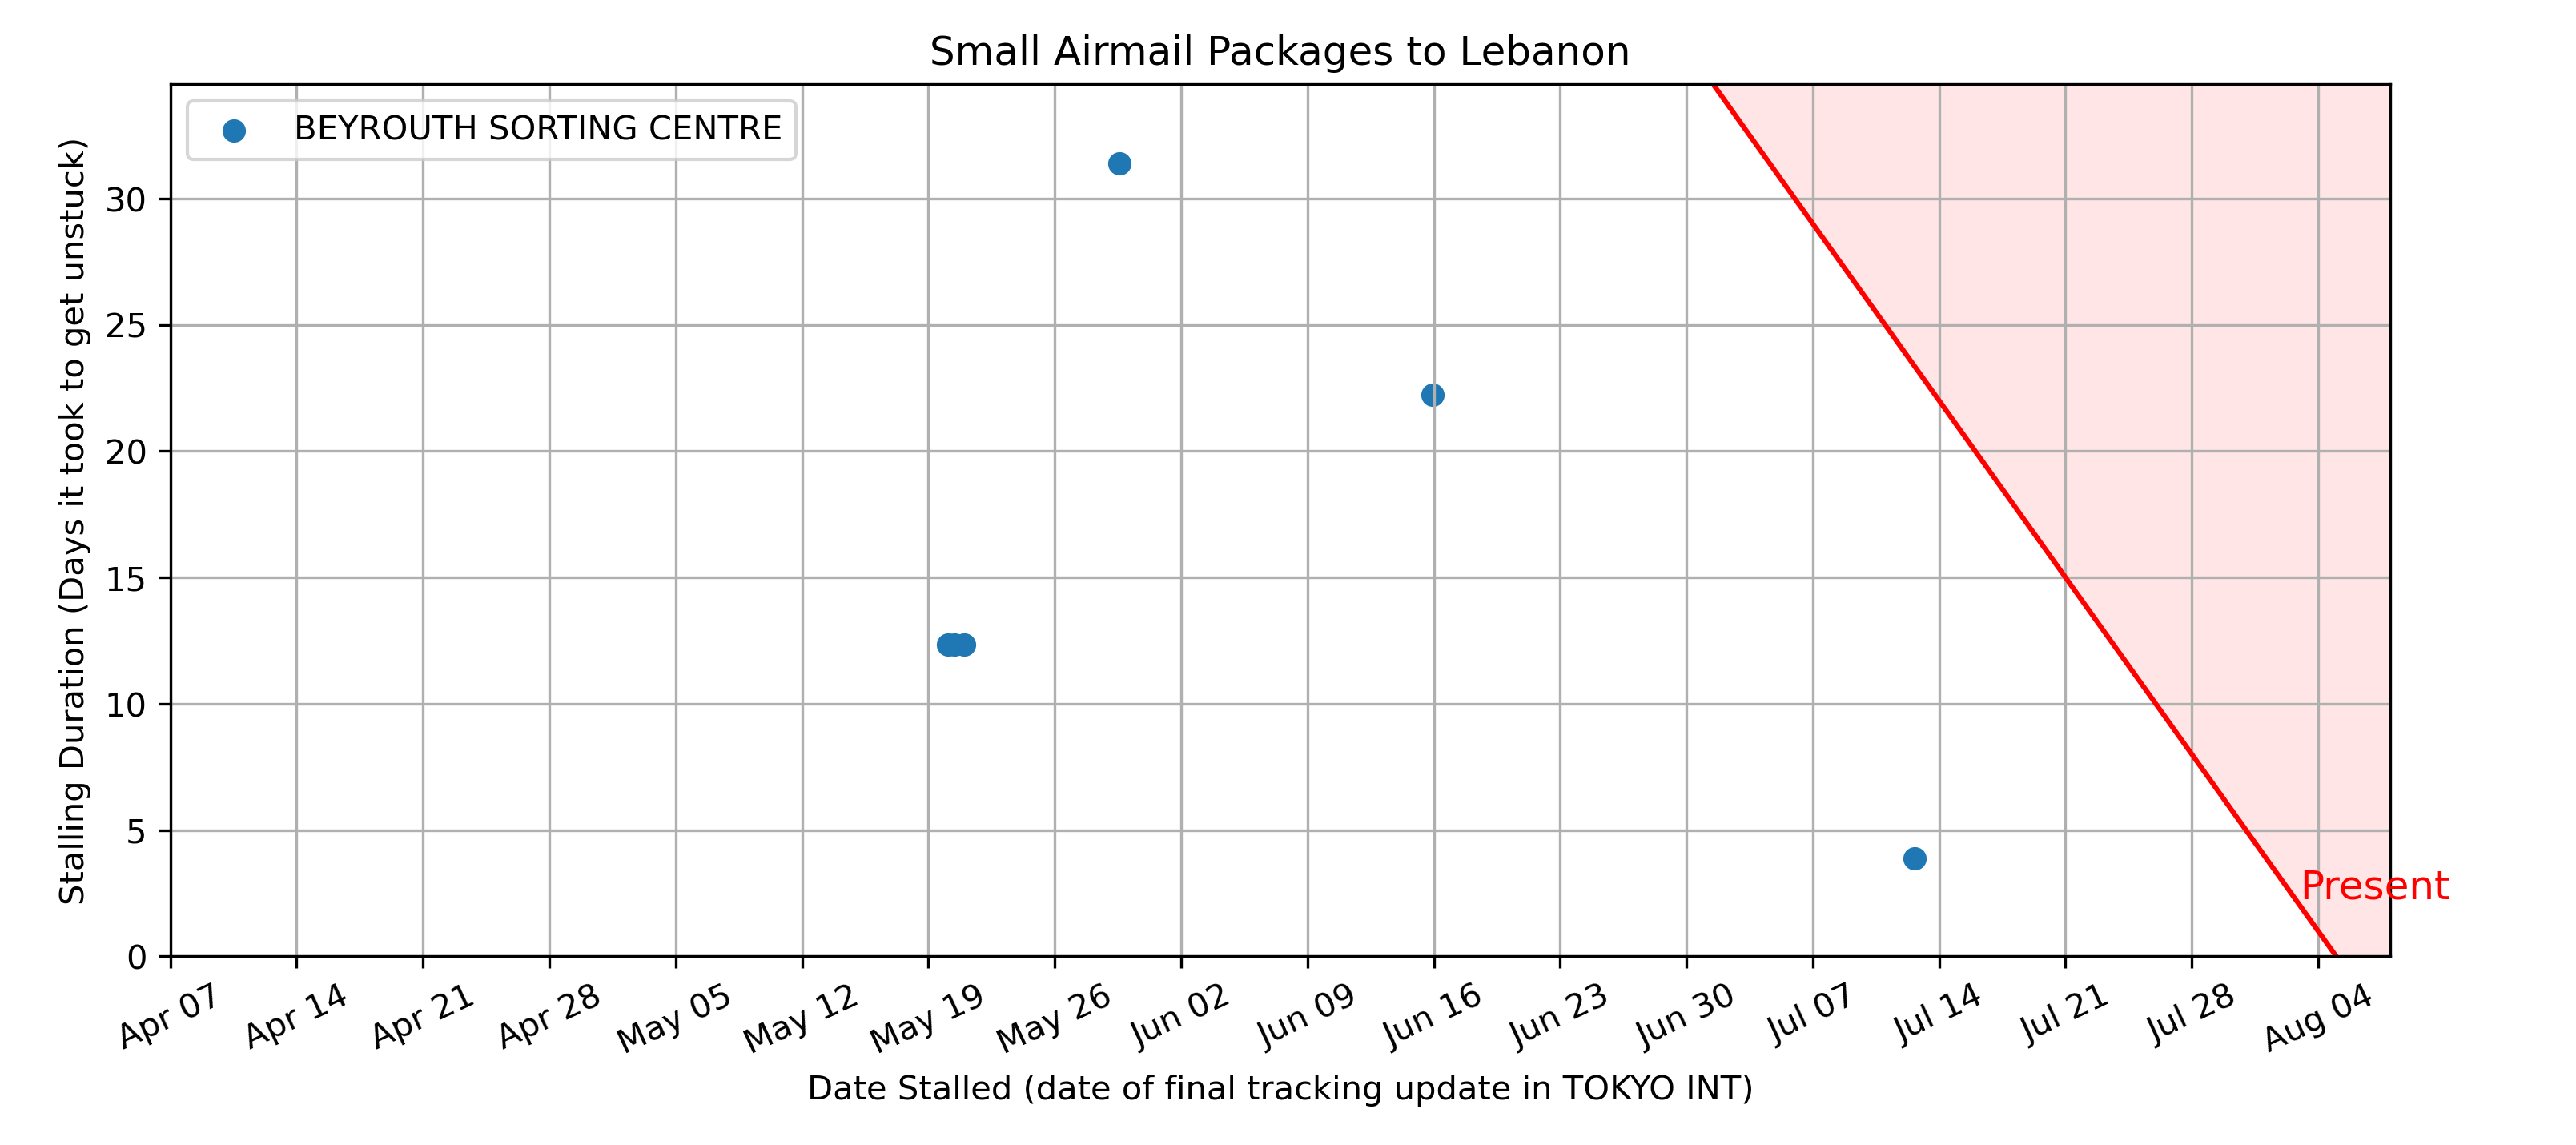 Small Airmail Packages to Lebanon
BEYROUTH SORTING CENTRE
Stalling Duration (Days it took to get unstuck)
30
25
20
15
10
5
0
Present
Apr 07
Apr 14
Apr 21
Apr 28
May 05
May 12
May 19
May 26
Jun 02
Jun 09
Jun 16
Jun 23
Jun 30
Jul 07
Jul 14
Jul 21
Jul 28
Aug 04
Date Stalled (date of final tracking update in TOKYO INT)